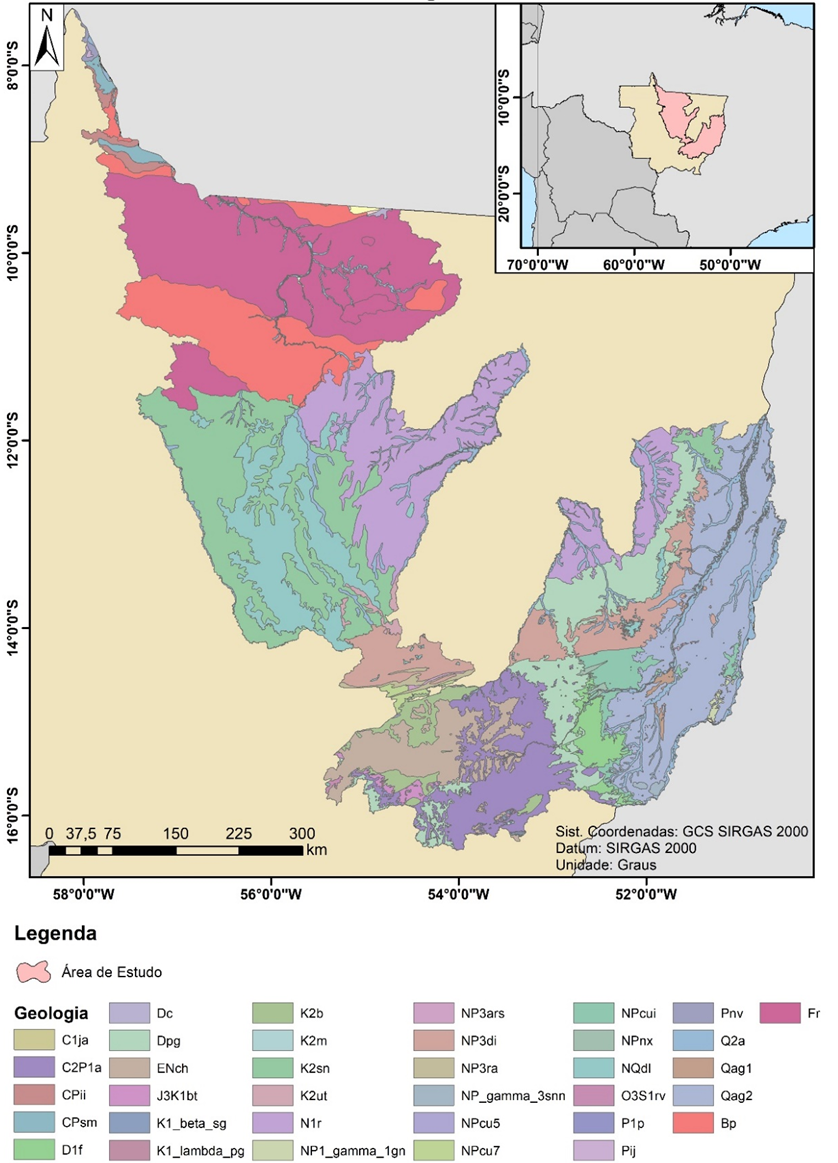 N
8°0'0"S
10°0'0"S
12°0'0"S
14°0'0"S
16°0'0"S
10°0'0"S
20°0'0"S
70°0'0"W 60°0'0"W 50°0'0"W
0 37,5 75 150 225 300
km
Sist. Coordenadas: GCS SIRGAS 2000
Datum: SIRGAS 2000
Unidade: Graus
58°0'0"W 56°0'0"W 54°0'0"W 52°0'0"W
Legenda
Área de Estudo
Geologia
C1ja
C2P1a
CPii
CPsm
D1f
Dc
Dpg
ENch
J3K1bt
K1_beta_sg
K1_lambda_pg
K2b
K2m
K2sn
K2ut
N1r
NP1_gamma_1gn
NP3ars
NP3di
NP3ra
NP_gamma_3snn
NPcu5
NPcu7
NPcui
NPnx
NQdl
O3S1rv
P1p
Pij
Pnv
Q2a
Qag1
Qag2
Bp
Fr